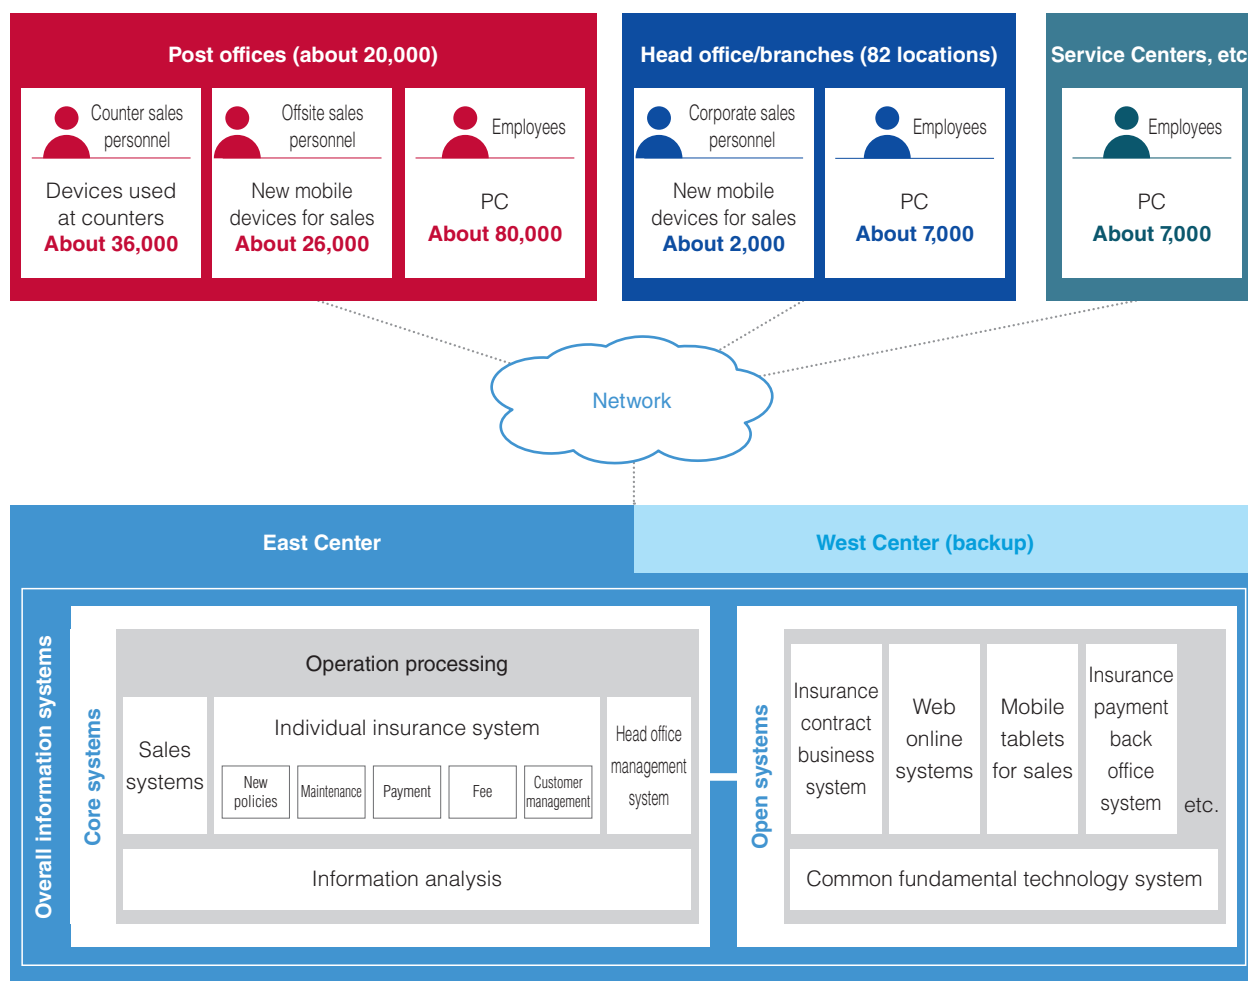 Post offices (about 20,000)
Counter sales
personnel
Devices used
at counters
About 36,000
Offsite sales
personnel
New mobile
devices for sales
About 26,000
Employees
PC
About 80,000
Head office/branches (82 locations)
Corporate sales
personnel
New mobile
devices for sales
About 2,000
Employees
PC
About 7,000
Service Centers, etc
Employees
PC
About 7,000
Network
East Center
West Center (backup)
Overall information systems
Core systems
Operation processing
Sales
systems
Individual insurance system
New
policies
Maintenance
Payment
Fee
Customer
management
Head office
management
system
Information analysis
Open systems
Insurance
contract
business
system
Web
online
systems
Mobile
tablets
for sales
Insurance
payment
back
office
system
etc.
Common fundamental technology system